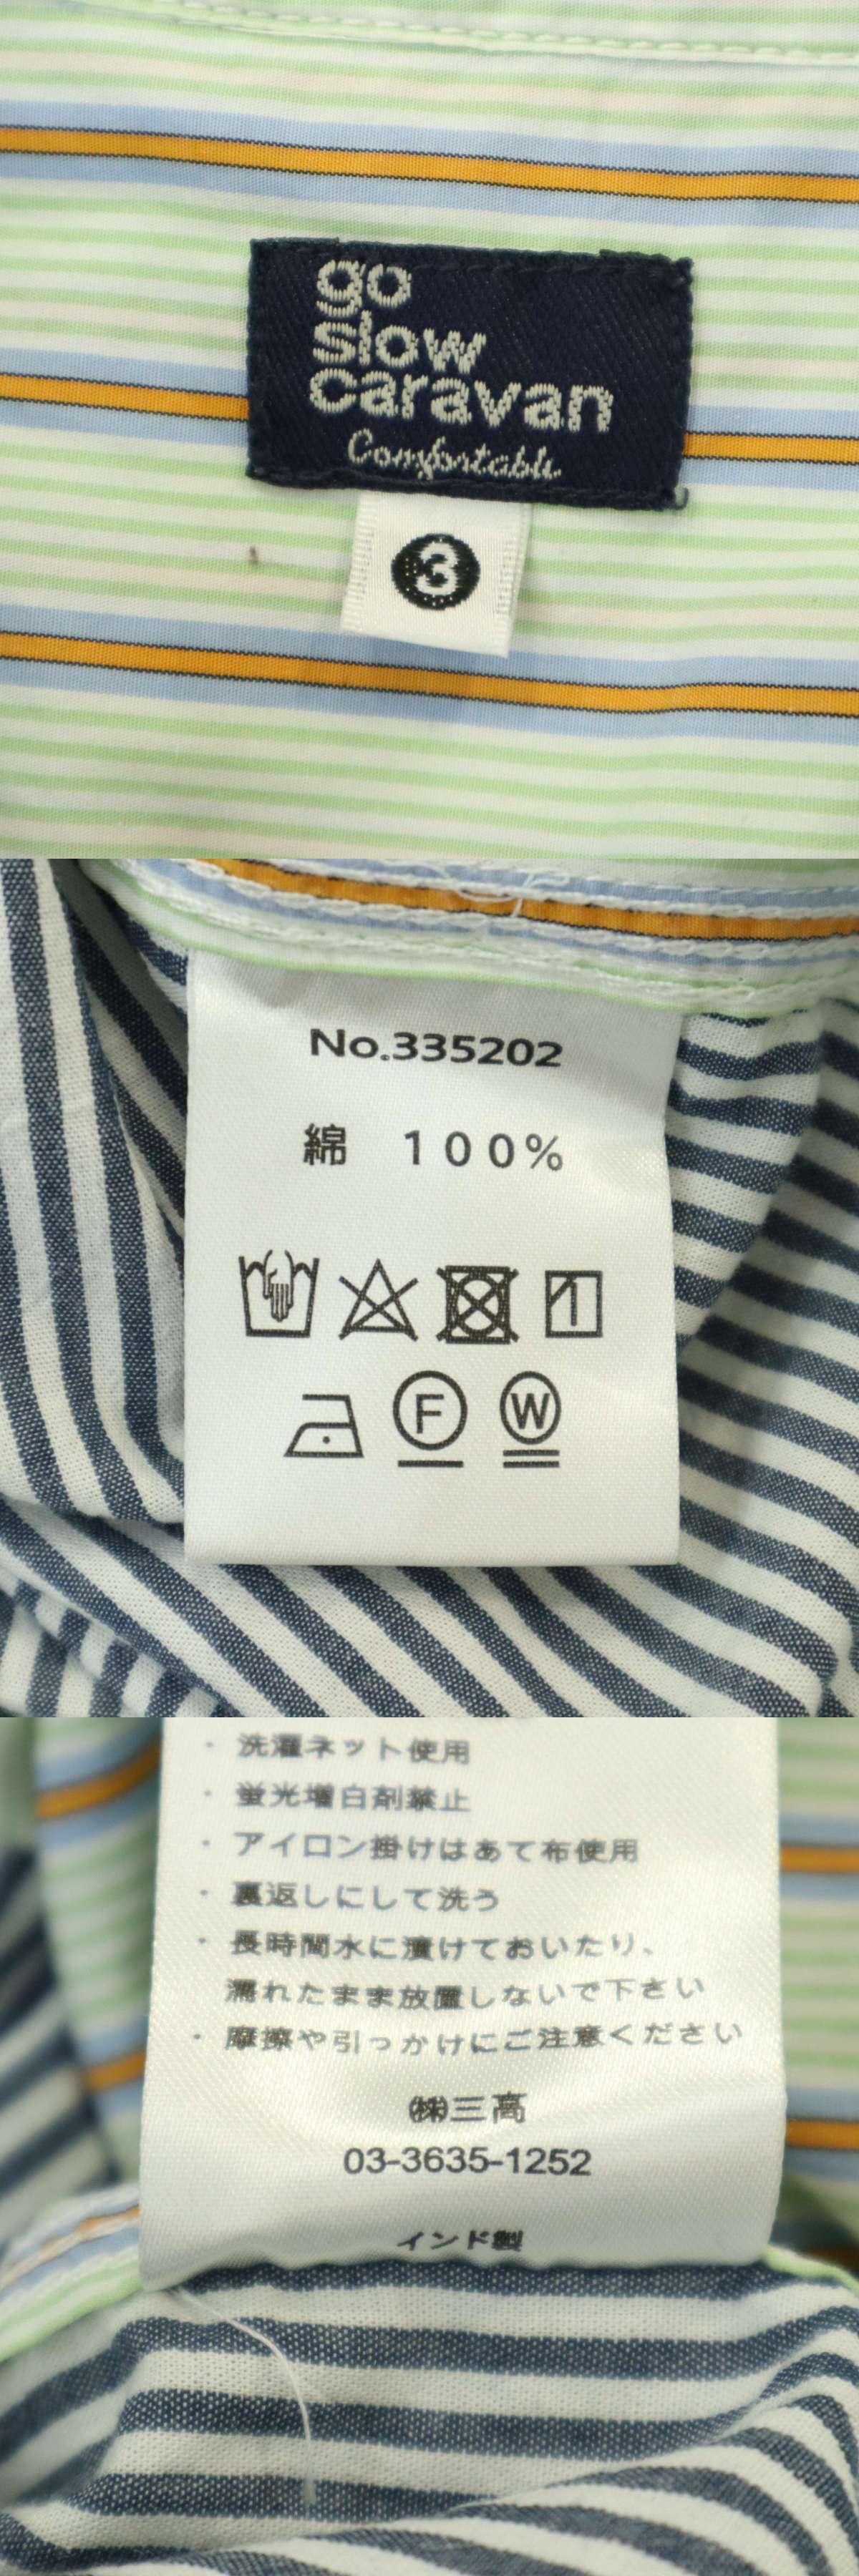 go
slow
caravan
Comfortable
3
No.335202
綿 100%
F W
・洗濯ネット使用
・蛍光増白剤禁止
・アイロン掛けはあて布使用
・裏返しにして洗う
・長時間水に漬けておいたり、
濡れたまま放置しないで下さい
・摩擦や引っかけにご注意ください
㈱三高
03-3635-1252
インド製